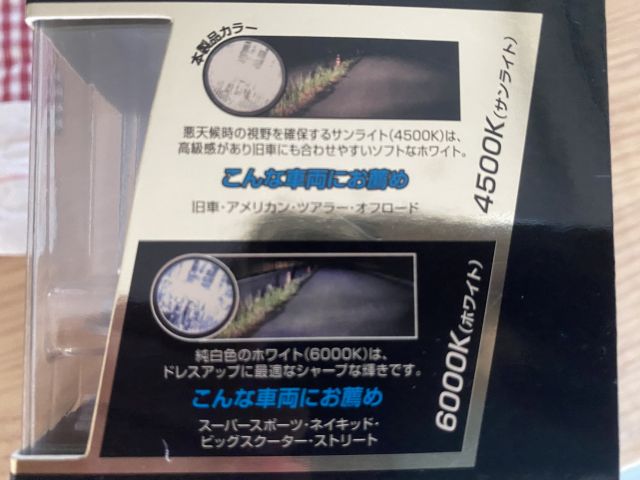 本製品カラー
悪天候時の視野を確保するサンライト(4500K)は、
高級感があり旧車にも合わせやすいソフトなホワイト。
こんな車両にお薦め
旧車・アメリカン・ツアラー・オフロード
4500K(サンライト)
純白色のホワイト(6000K)は、
ドレスアップに最適なシャープな輝きです。
こんな車両にお薦め
スーパースポーツ・ネイキッド・
ビッグスクーター・ストリート
6000K(ホワイト)